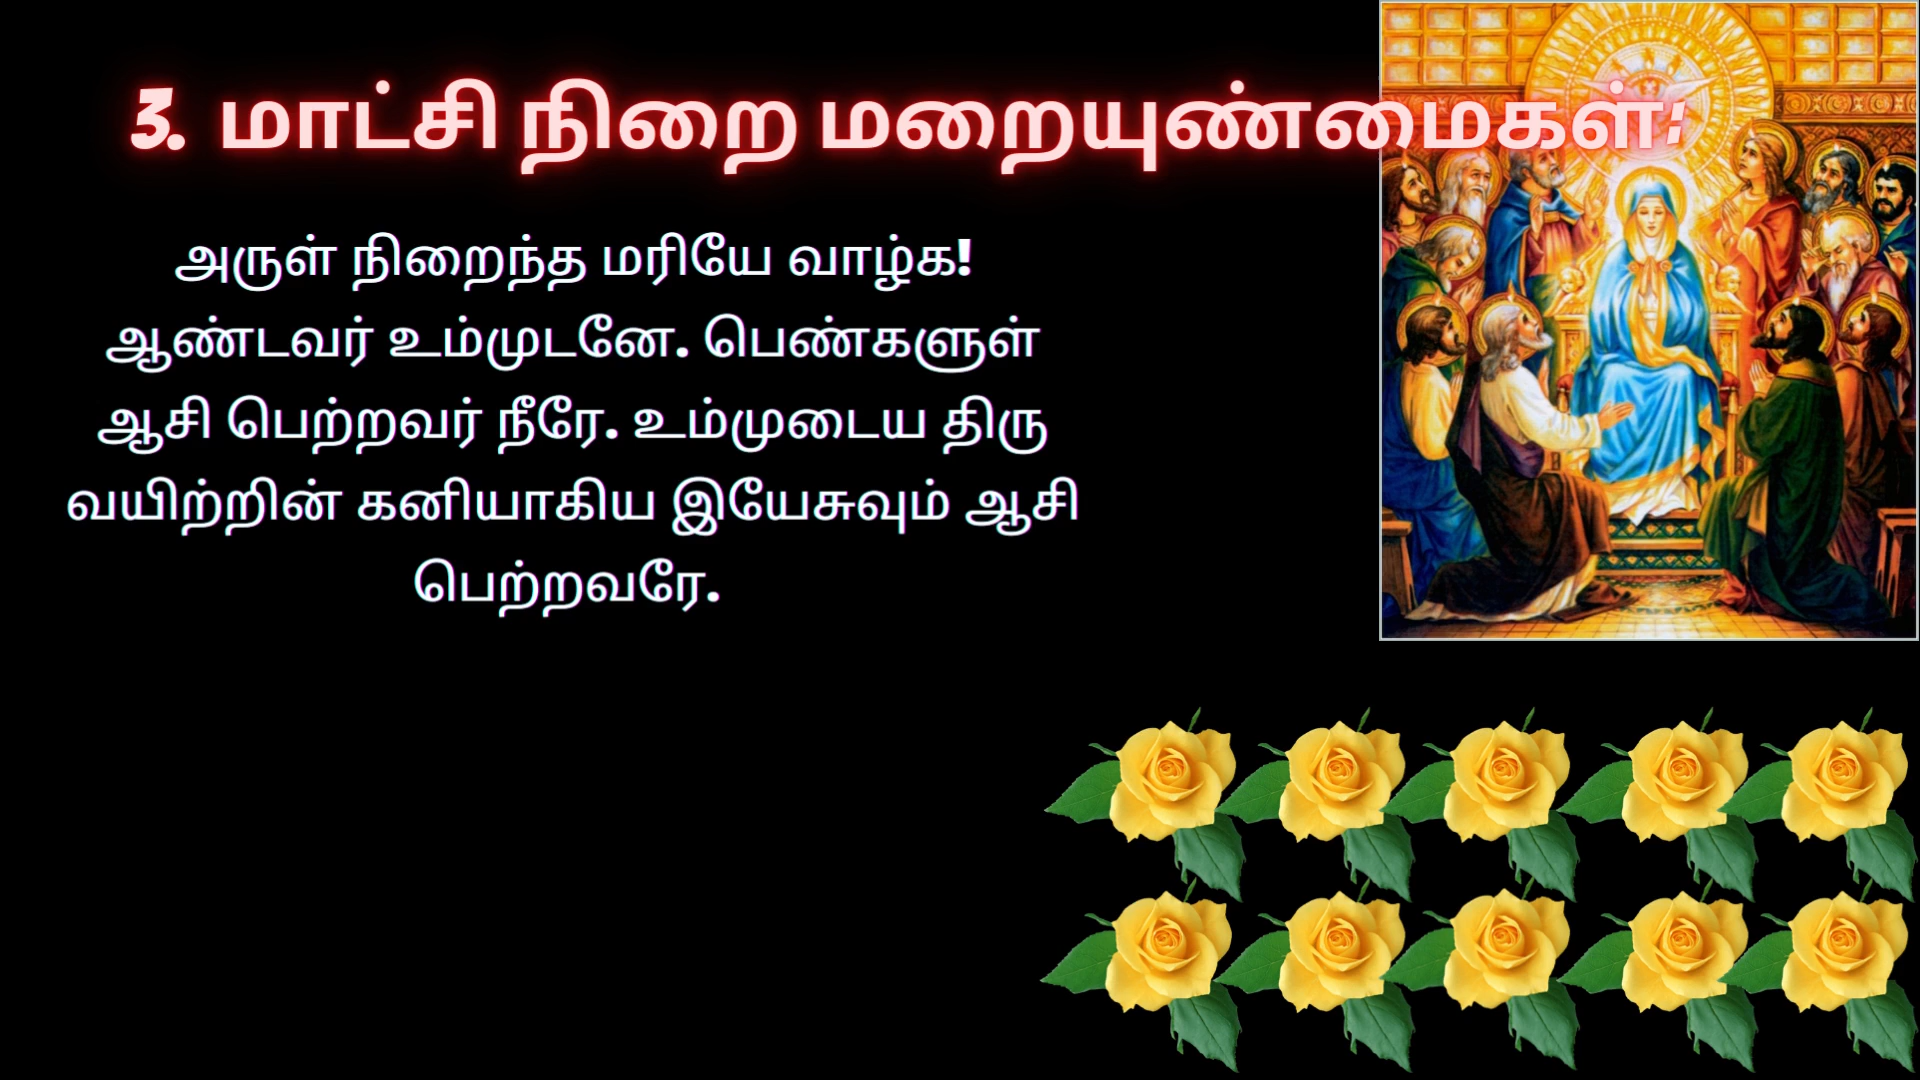 3. மாட்சி நிறை மறையுண்மைகள்:
அருள் நிறைந்த மரியே வாழ்க!
ஆண்டவர் உம்முடனே. பெண்களுள்
ஆசி பெற்றவர் நீரே. உம்முடைய திரு
வயிற்றின் கனியாகிய இயேசுவும் ஆசி
பெற்றவரே.